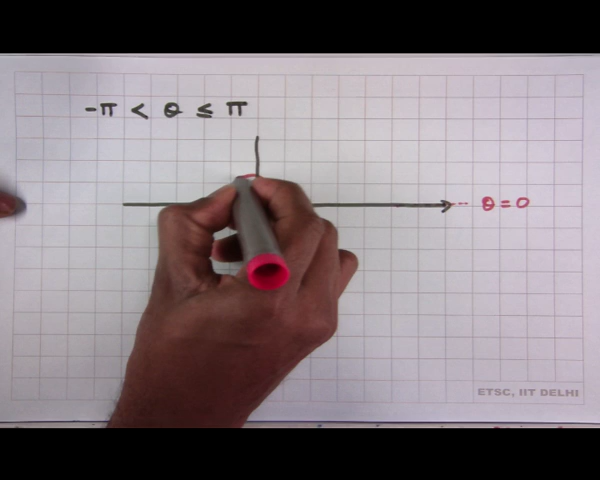 -π < θ ≤ π
θ = 0
ETSC, IIT DELHI